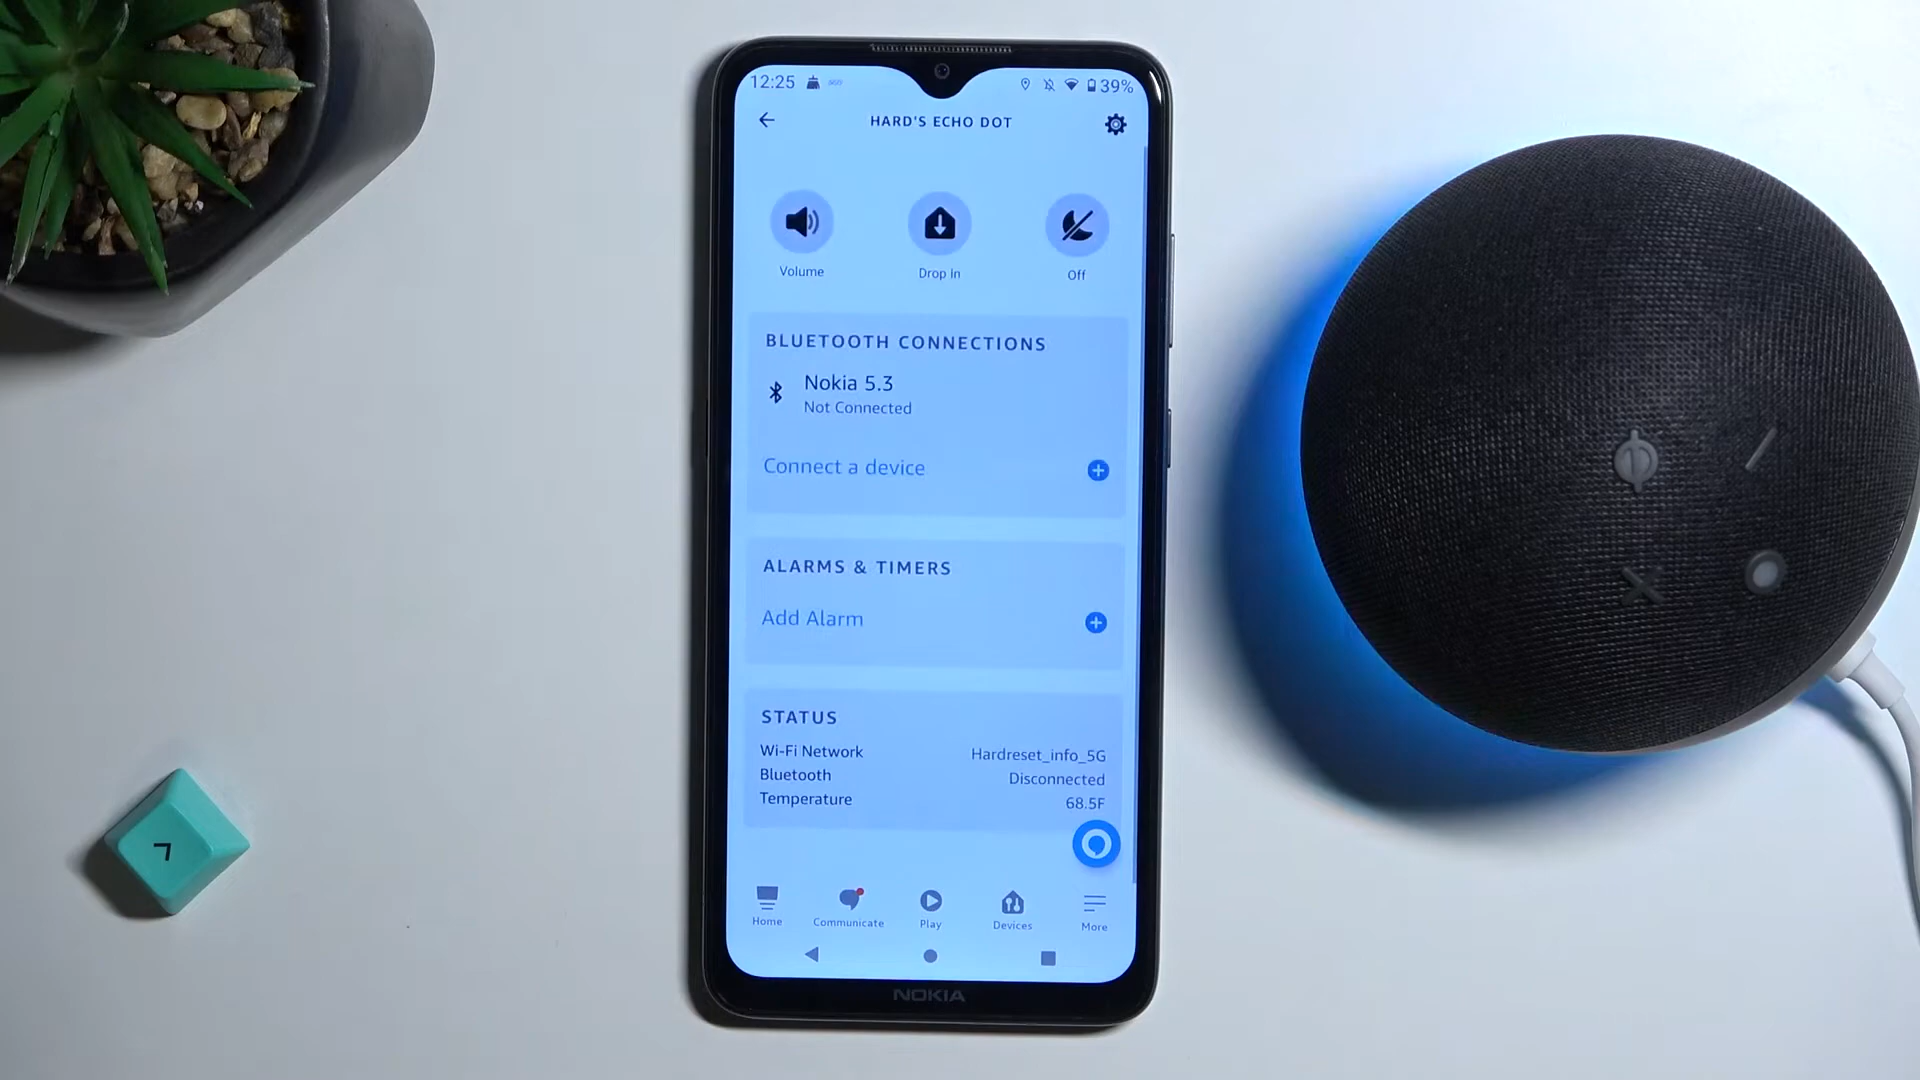 12:25 39%
HARD'S ECHO DOT
Volume Drop In Off
BLUETOOTH CONNECTIONS
Nokia 5.3
Not Connected
Connect a device
ALARMS & TIMERS
Add Alarm
STATUS
Wi-Fi Network Hardreset_info_5G
Bluetooth Disconnected
Temperature 68.5F
Home Communicate Play Devices More
NOKIA